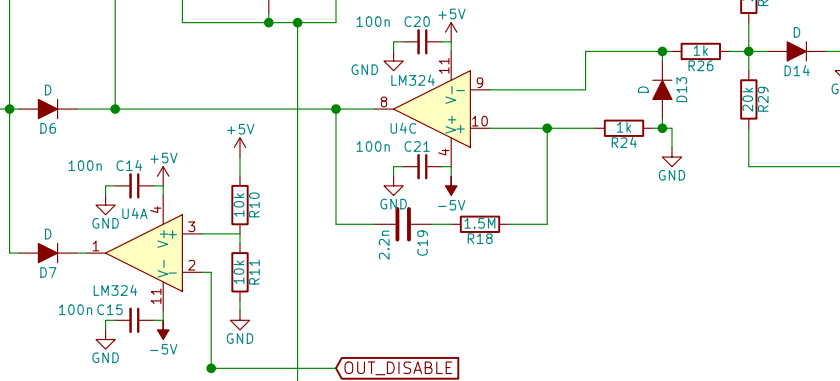 100n C20 +5V
11
GND
LM324
V-
-
9
8
U4C
V+
+
10
100n C21
4
GND
-5V
1k
R26
D
D13
D
D14
20k
R29
1k
R24
GND
2.2n
C19
1.5M
R18
D
D6
+5V
100n C14 +5V
4
GND
U4A
10k
R10
D
D7
1
V+
+
3
V-
-
2
10k
R11
LM324
11
100n C15
GND
-5V
GND
OUT_DISABLE